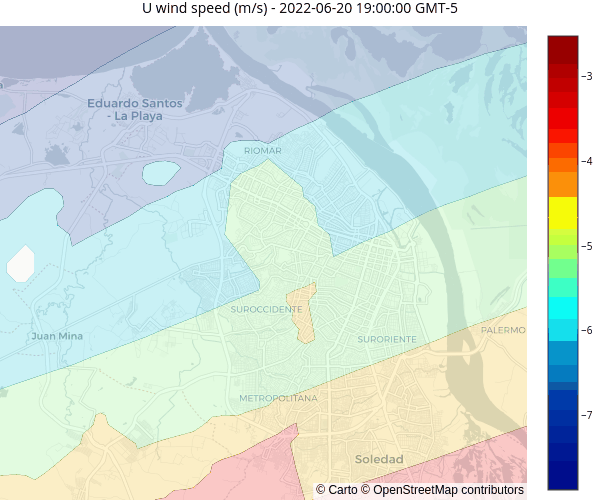 U wind speed (m/s) - 2022-06-20 19:00:00 GMT-5
Eduardo Santos
- La Playa
RIOMAR
−3
−4
−5
−6
−7
SUROCCIDENTE
Juan Mina
SURORIENTE
PALERMO
METROPOLITANA
Soledad
© Carto © OpenStreetMap contributors